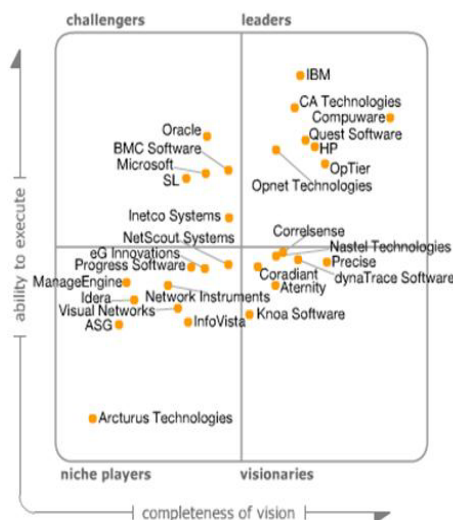 challengers
leaders
IBM
CA Technologies
Compuware
Oracle
Quest Software
BMC Software
HP
Microsoft
OpTier
SL
Opnet Technologies
Inetco Systems
Correlsense
NetScout Systems
Nastel Technologies
eG Innovations
Progress Software
Precise
Coradiant
dynaTrace Software
ManageEngine
Aternity
Idera
Network Instruments
Visual Networks
Knoa Software
ASG
InfoVista
Arcturus Technologies
niche players
visionaries
ability to execute
completeness of vision